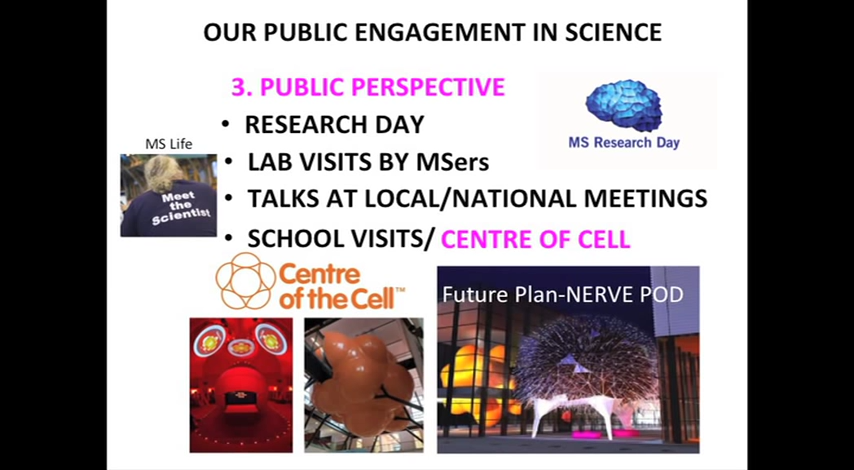 OUR PUBLIC ENGAGEMENT IN SCIENCE
3. PUBLIC PERSPECTIVE
• RESEARCH DAY
MS Research Day
MS Life
• LAB VISITS BY MSers
Meet
the
Scientist
• TALKS AT LOCAL/NATIONAL MEETINGS
• SCHOOL VISITS/ CENTRE OF CELL
Centre
of the Cell™
Future Plan-NERVE POD